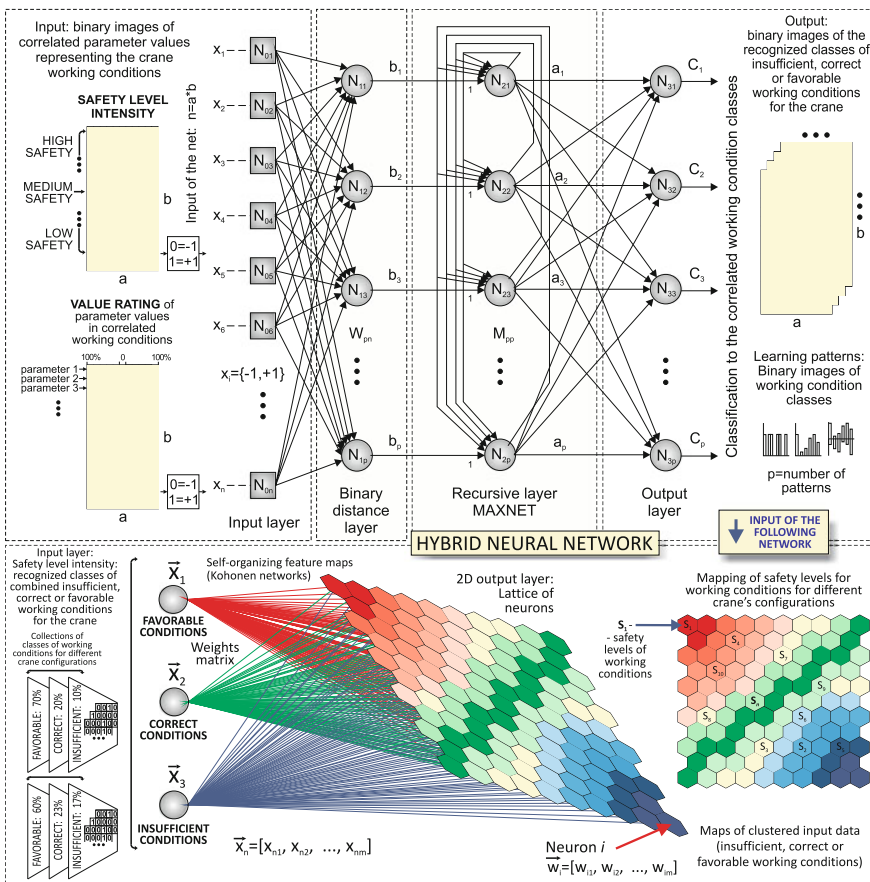 Input: binary images of
correlated parameter values
representing the crane
working conditions
SAFETY LEVEL
INTENSITY
HIGH
SAFETY
MEDIUM
SAFETY
LOW
SAFETY
b
a
0=-1
1=+1
VALUE RATING of
parameter values
in correlated
working conditions
100% 0 100%
parameter 1
parameter 2
parameter 3
b
a
0=-1
1=+1
Input of the net: n=a*b
x1
x2
x3
x4
x5
x6
xi={-1,+1}
xn
N01
N02
N03
N04
N05
N06
N0n
Input layer
N11
N12
N13
Wpn
N1p
Binary
distance
layer
b1
b2
b3
bp
1
1
1
1
N21
N22
N23
Mpp
N2p
Recursive layer
MAXNET
a1
a2
a3
ap
N31
N32
N33
N3p
Output
layer
C1
C2
C3
Cp
Classification to the correlated working condition classes
Output:
binary images of the
recognized classes of
insufficient, correct
or favorable
working conditions
for the crane
b
a
Learning patterns:
Binary images of
working condition
classes
p=number of
patterns
HYBRID NEURAL NETWORK
INPUT OF THE
FOLLOWING
NETWORK
Input layer:
Safety level intensity:
recognized classes of
combined insufficient,
correct or favorable
working conditions
for the crane
Collections of
classes of working
conditions for different
crane configurations
FAVORABLE: 70%
CORRECT: 20%
INSUFFICIENT: 10%
FAVORABLE: 60%
CORRECT: 23%
INSUFFICIENT: 17%
X1
FAVORABLE
CONDITIONS
X2
CORRECT
CONDITIONS
X3
INSUFFICIENT
CONDITIONS
Self-organizing feature maps
(Kohonen networks)
Weights
matrix
xn=[xn1, xn2, ..., xnm]
2D output layer:
Lattice of
neurons
Neuron i
wi=[wi1, wi2, ..., wim]
Mapping of safety levels for
working conditions for different
crane's configurations
S1 -
- safety
levels of
working
conditions
S1
S4
S7
S10
S5
Sn
S8
S6
S3
S2
Maps of clustered input data
(insufficient, correct or
favorable working conditions)